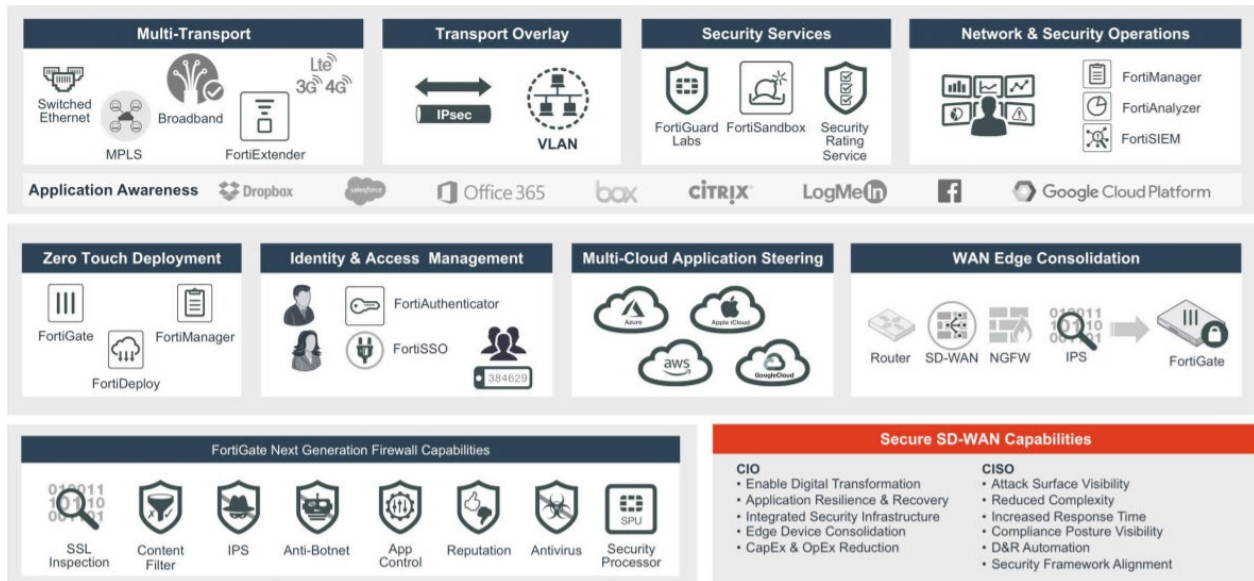 Multi-Transport
Switched
Ethernet
MPLS
Broadband
Lte
3G 4G
FortiExtender
Transport Overlay
IPsec
VLAN
Security Services
FortiGuard
Labs
FortiSandbox
Security
Rating
Service
Network & Security Operations
FortiManager
FortiAnalyzer
FortiSIEM
Application Awareness
Dropbox
salesforce
Office 365
box
CİTRIX
LogMeIn
Google Cloud Platform
Zero Touch Deployment
FortiGate
FortiManager
FortiDeploy
Identity & Access Management
FortiAuthenticator
FortiSSO
384629
Multi-Cloud Application Steering
Azure
Apple iCloud
aws
GoogleCloud
WAN Edge Consolidation
Router
SD-WAN
NGFW
IPS
FortiGate
FortiGate Next Generation Firewall Capabilities
SSL
Inspection
Content
Filter
IPS
Anti-Botnet
App
Control
Reputation
Antivirus
SPU
Security
Processor
Secure SD-WAN Capabilities
CIO
• Enable Digital Transformation
• Application Resilience & Recovery
• Integrated Security Infrastructure
• Edge Device Consolidation
• CapEx & OpEx Reduction
CISO
• Attack Surface Visibility
• Reduced Complexity
• Increased Response Time
• Compliance Posture Visibility
• D&R Automation
• Security Framework Alignment